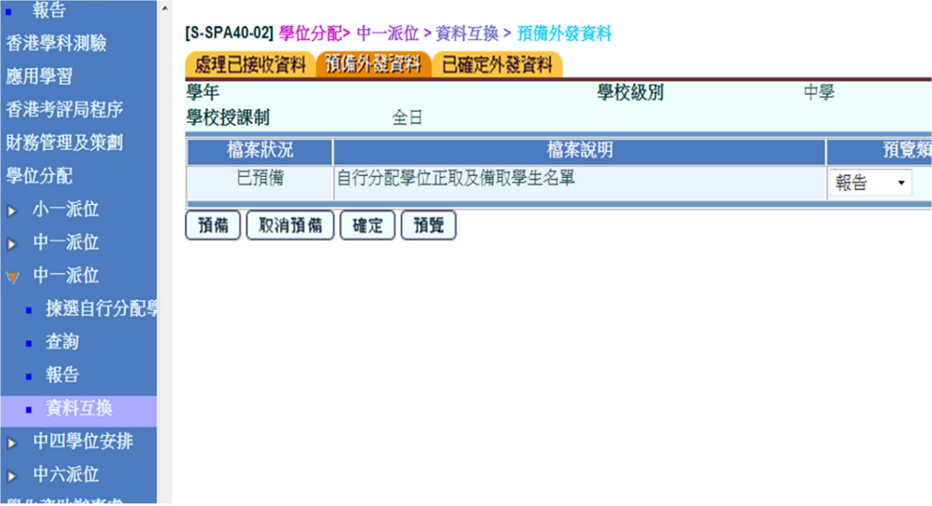 報告
香港學科測驗
應用學習
香港考評局程序
財務管理及策劃
學位分配
小一派位
中一派位
中一派位
揀選自行分配學
查詢
報告
資料互換
中四學位安排
中六派位
[S-SPA40-02] 學位分配> 中一派位 > 資料互換 > 預備外發資料
處理已接收資料 預備外發資料 已確定外發資料
學年 學校級別 中學
學校授課制 全日
檔案狀況 檔案說明 預覽類
已預備 自行分配學位正取及備取學生名單 報告
預備 取消預備 確定 預覽